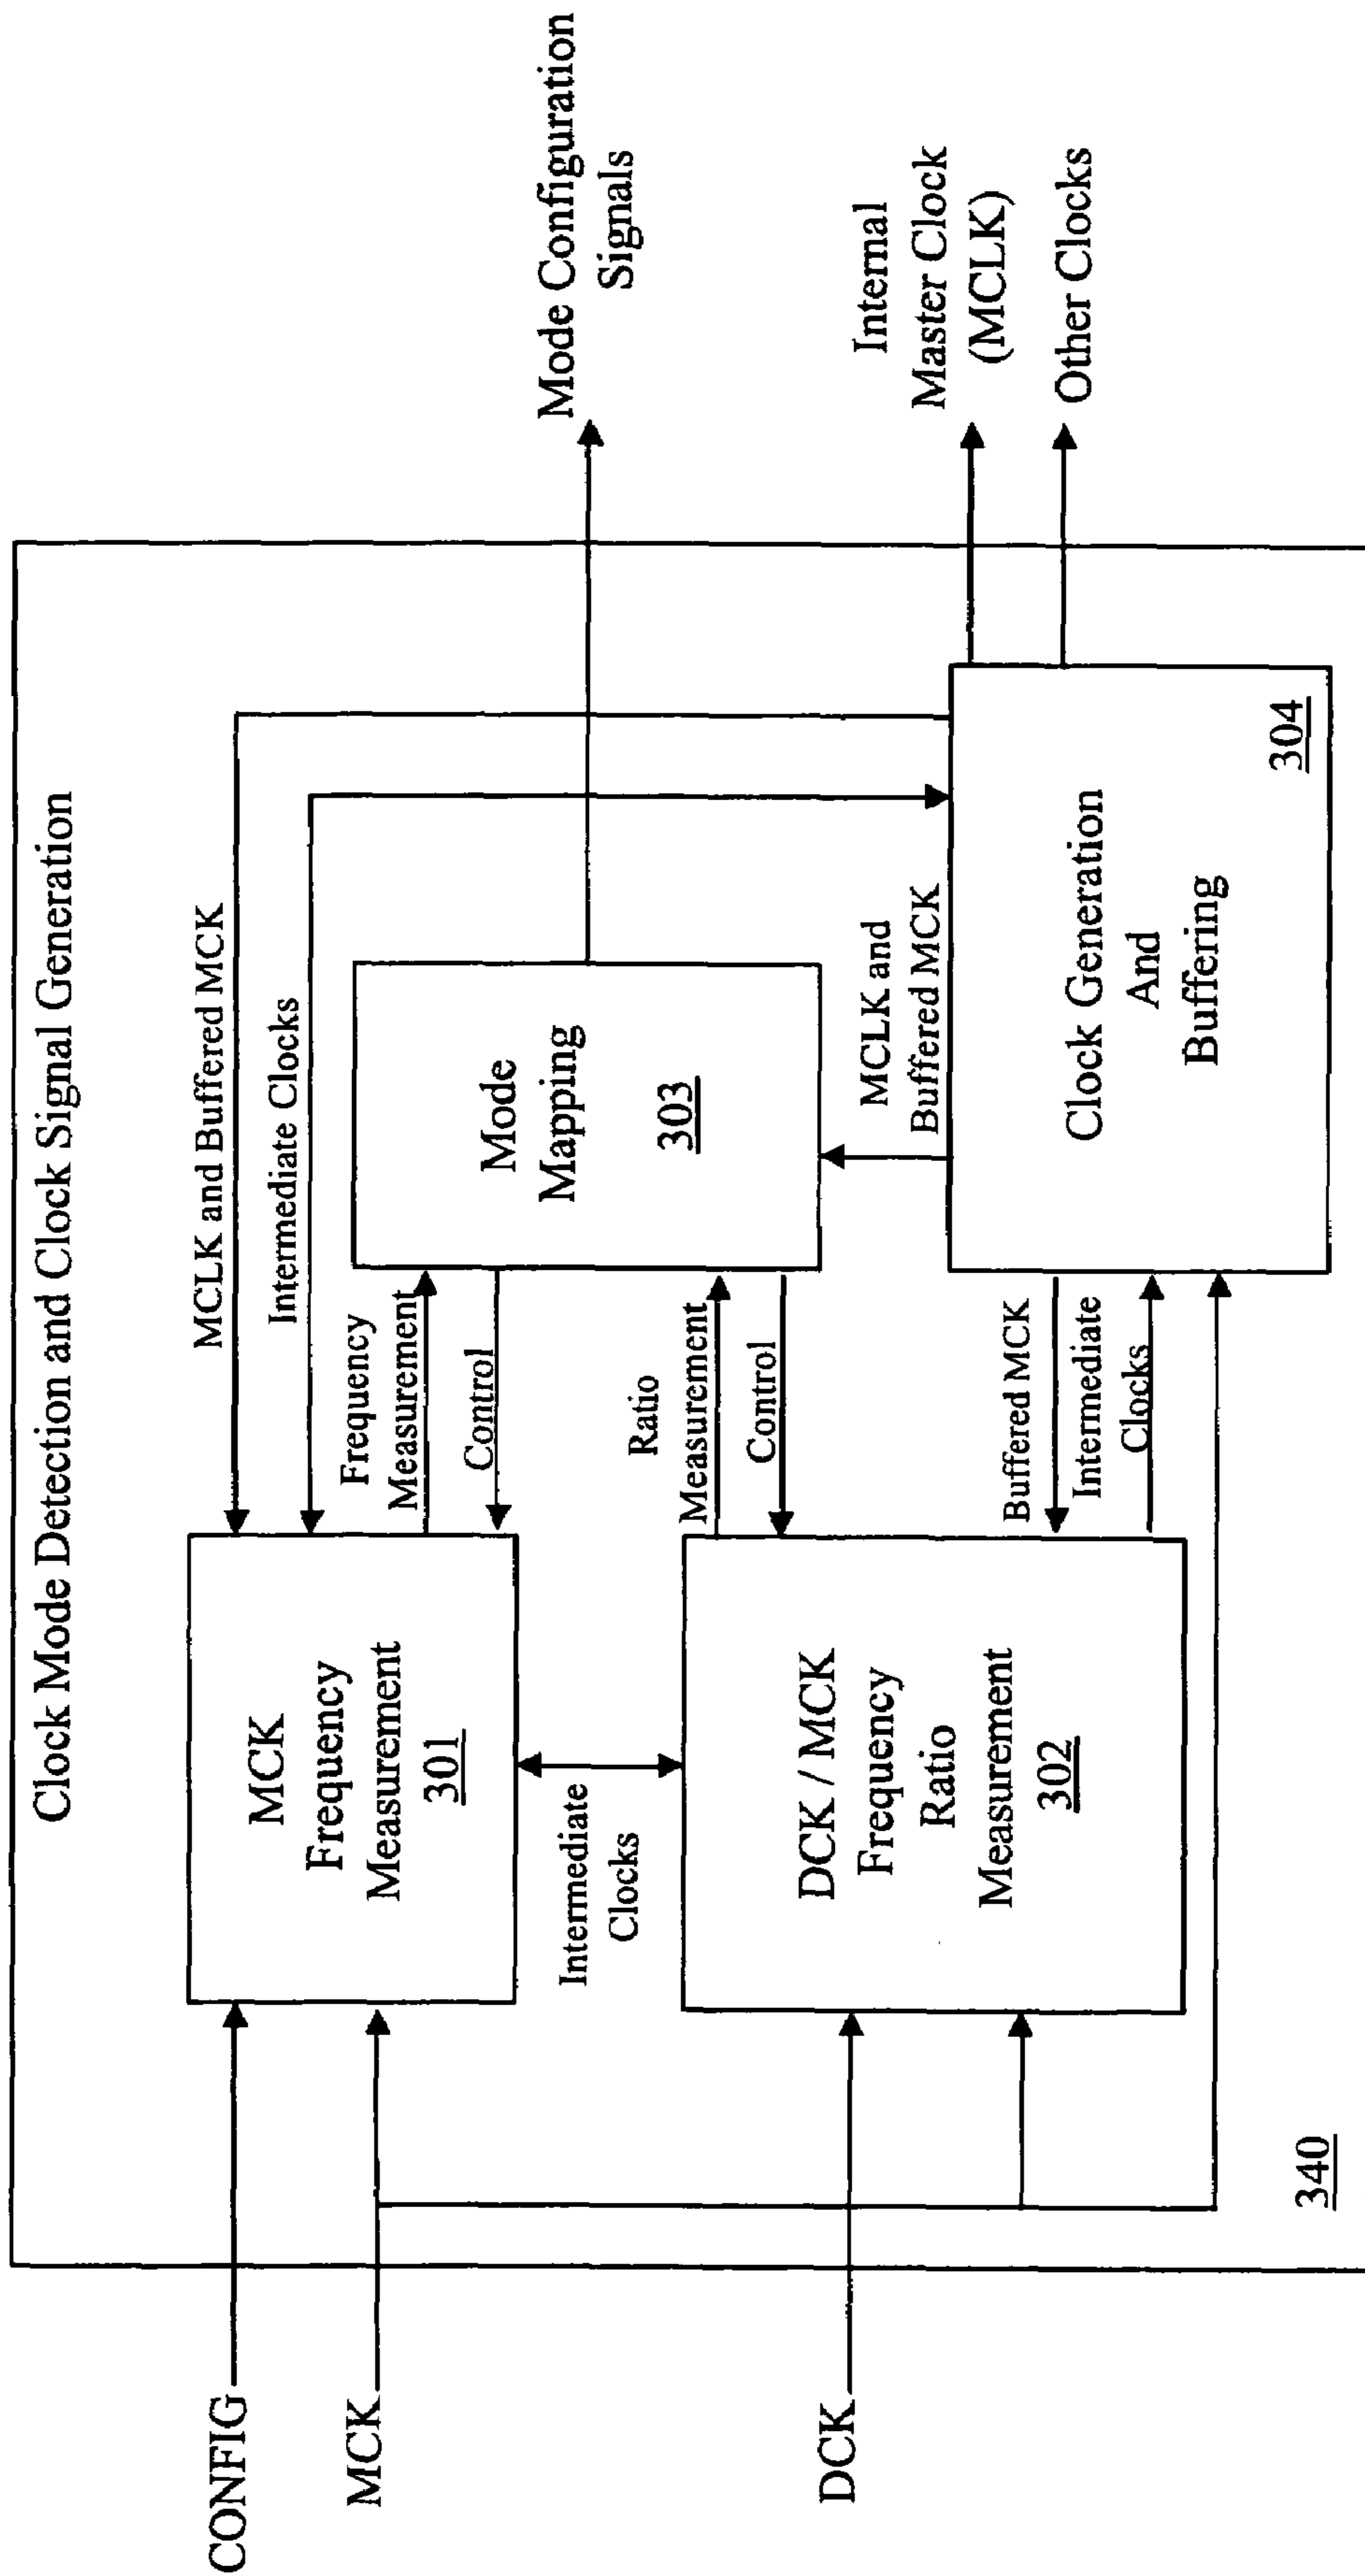 Clock Mode Detection and Clock Signal Generation
CONFIG
MCK
DCK
MCK
Frequency
Measurement
301
Intermediate
Clocks
DCK / MCK
Frequency
Ratio
Measurement
302
MCLK and Buffered MCK
Intermediate Clocks
Frequency
Measurement
Control
Ratio
Measurement
Control
Buffered MCK
Intermediate
Clocks
Mode
Mapping
303
MCLK and
Buffered MCK
Clock Generation
And
Buffering
304
Mode Configuration
Signals
Internal
Master Clock
(MCLK)
Other Clocks
340